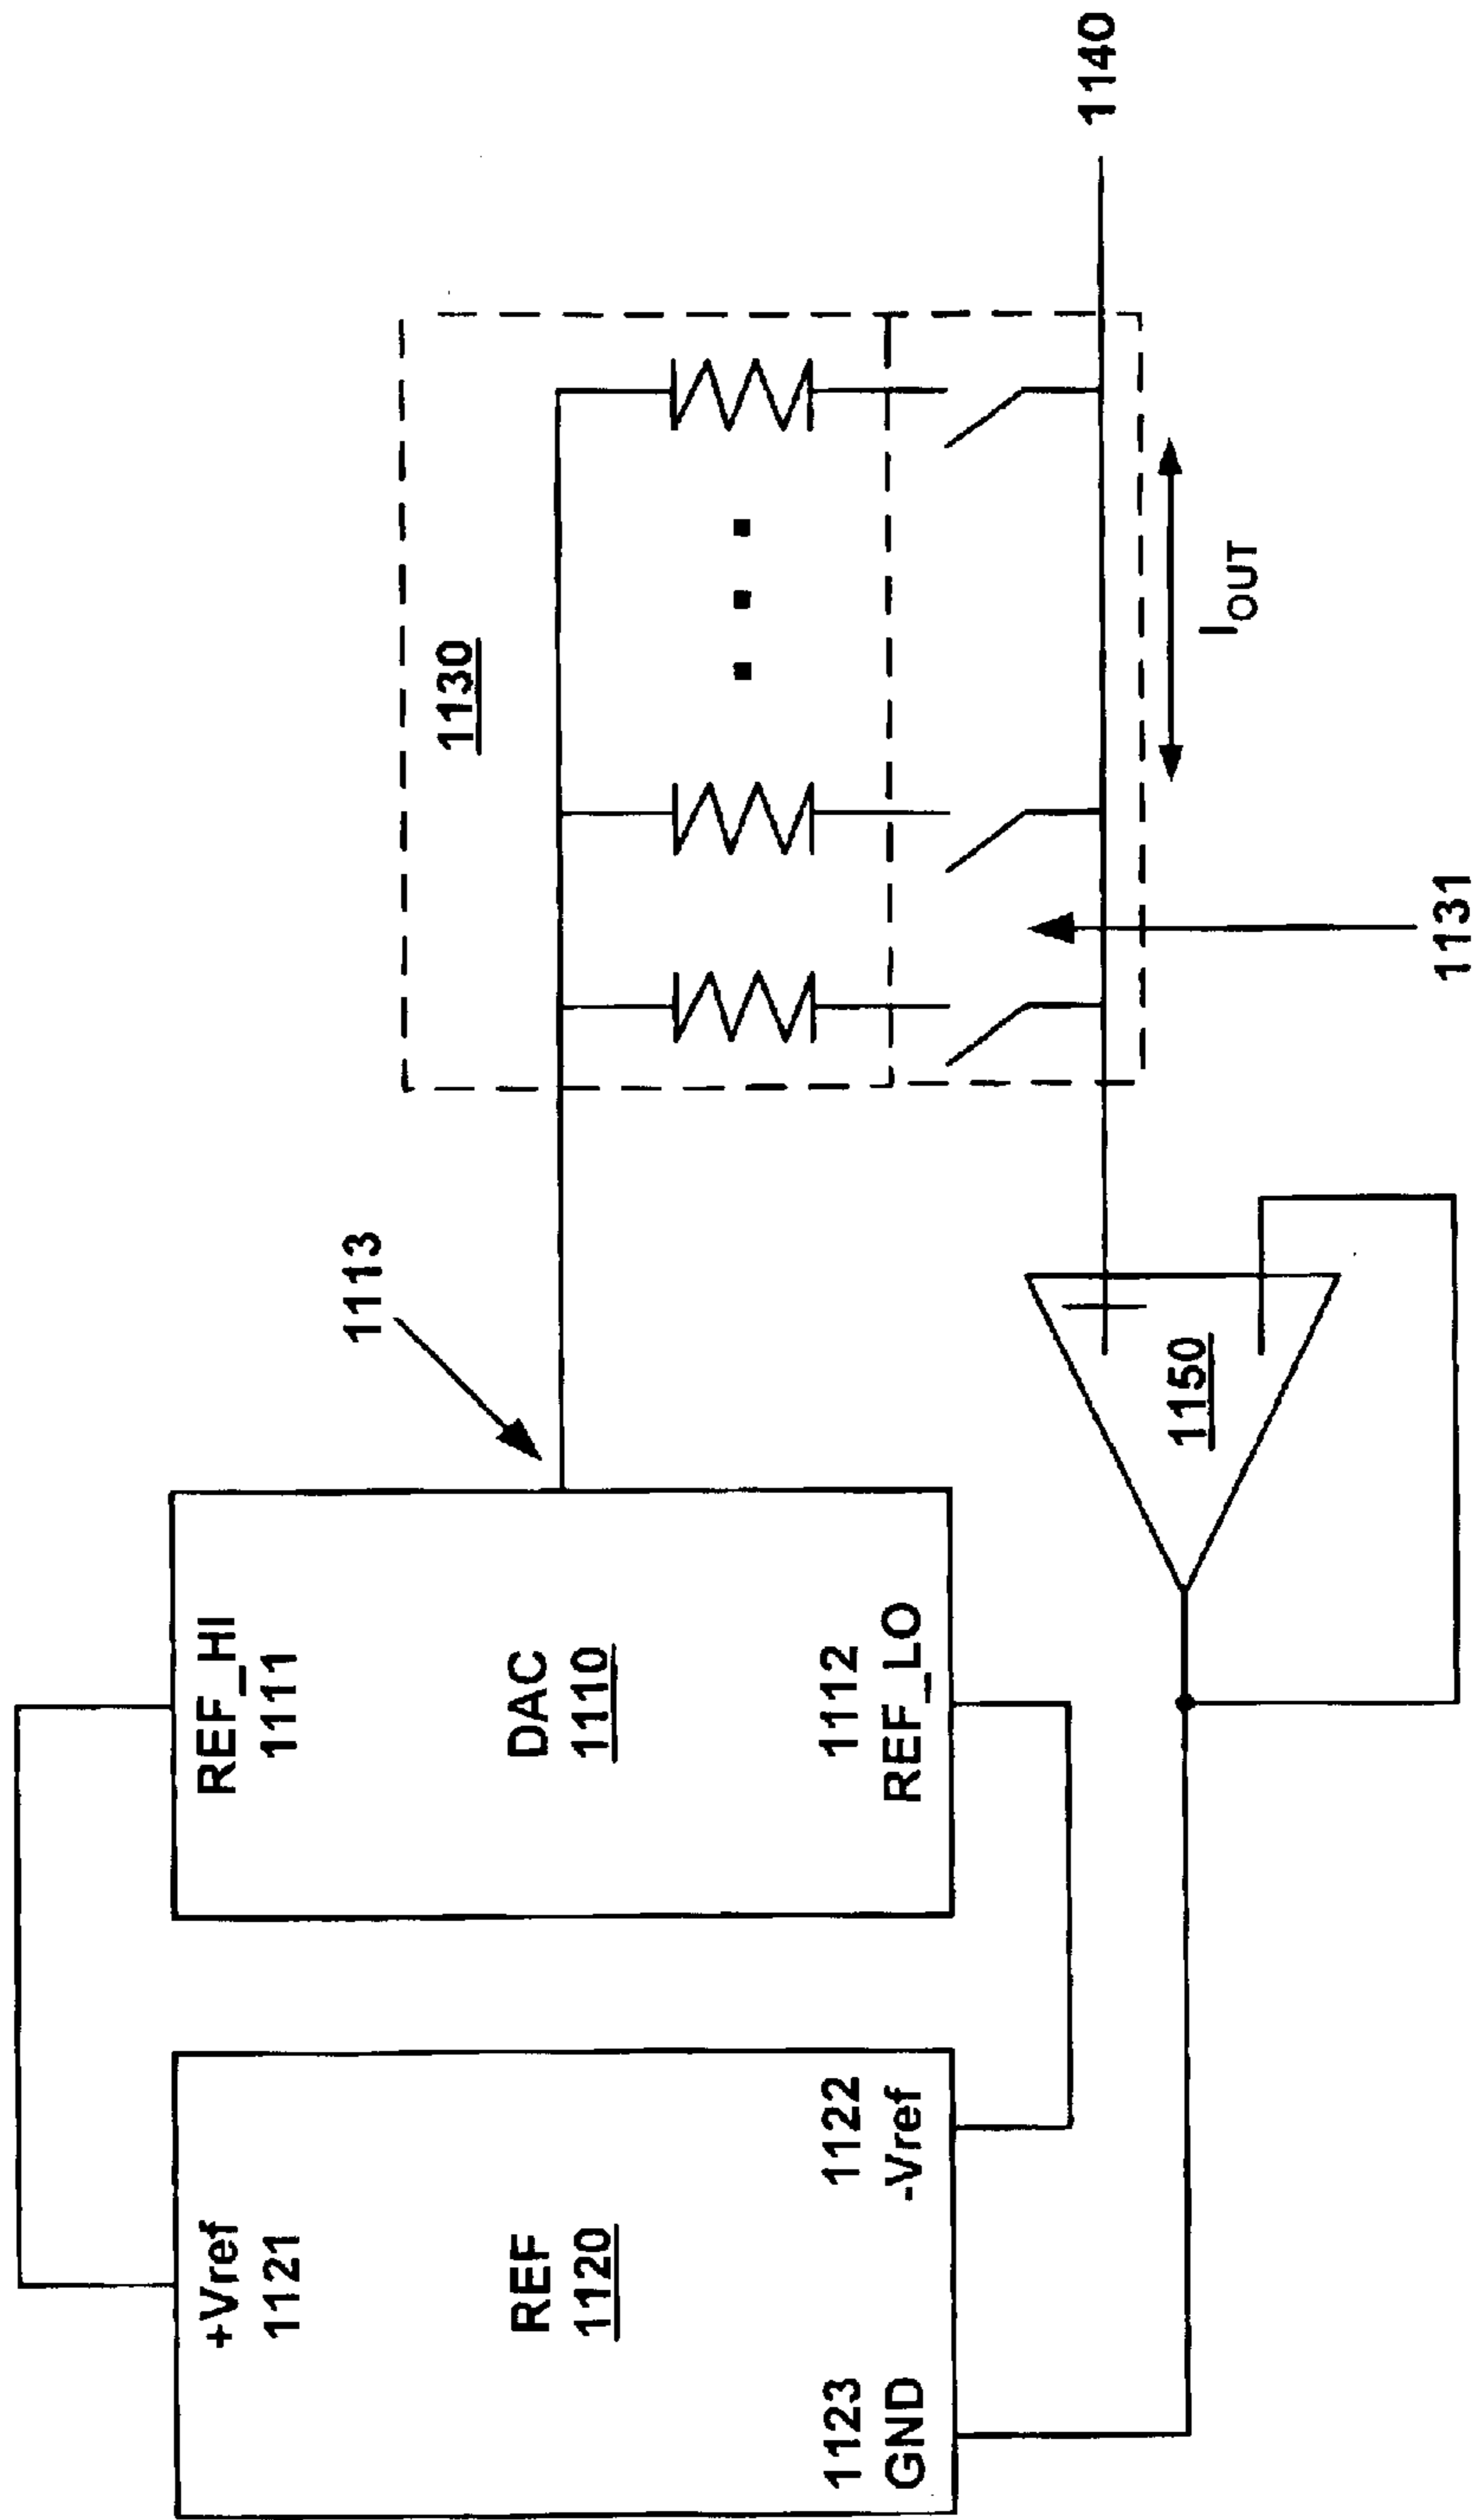 +Vref
1121
REF
1120
1123
GND
1122
-Vref
REF_HI
1111
DAC
1110
1112
REF_LO
1113
1130
1150
1131
IOUT
1140